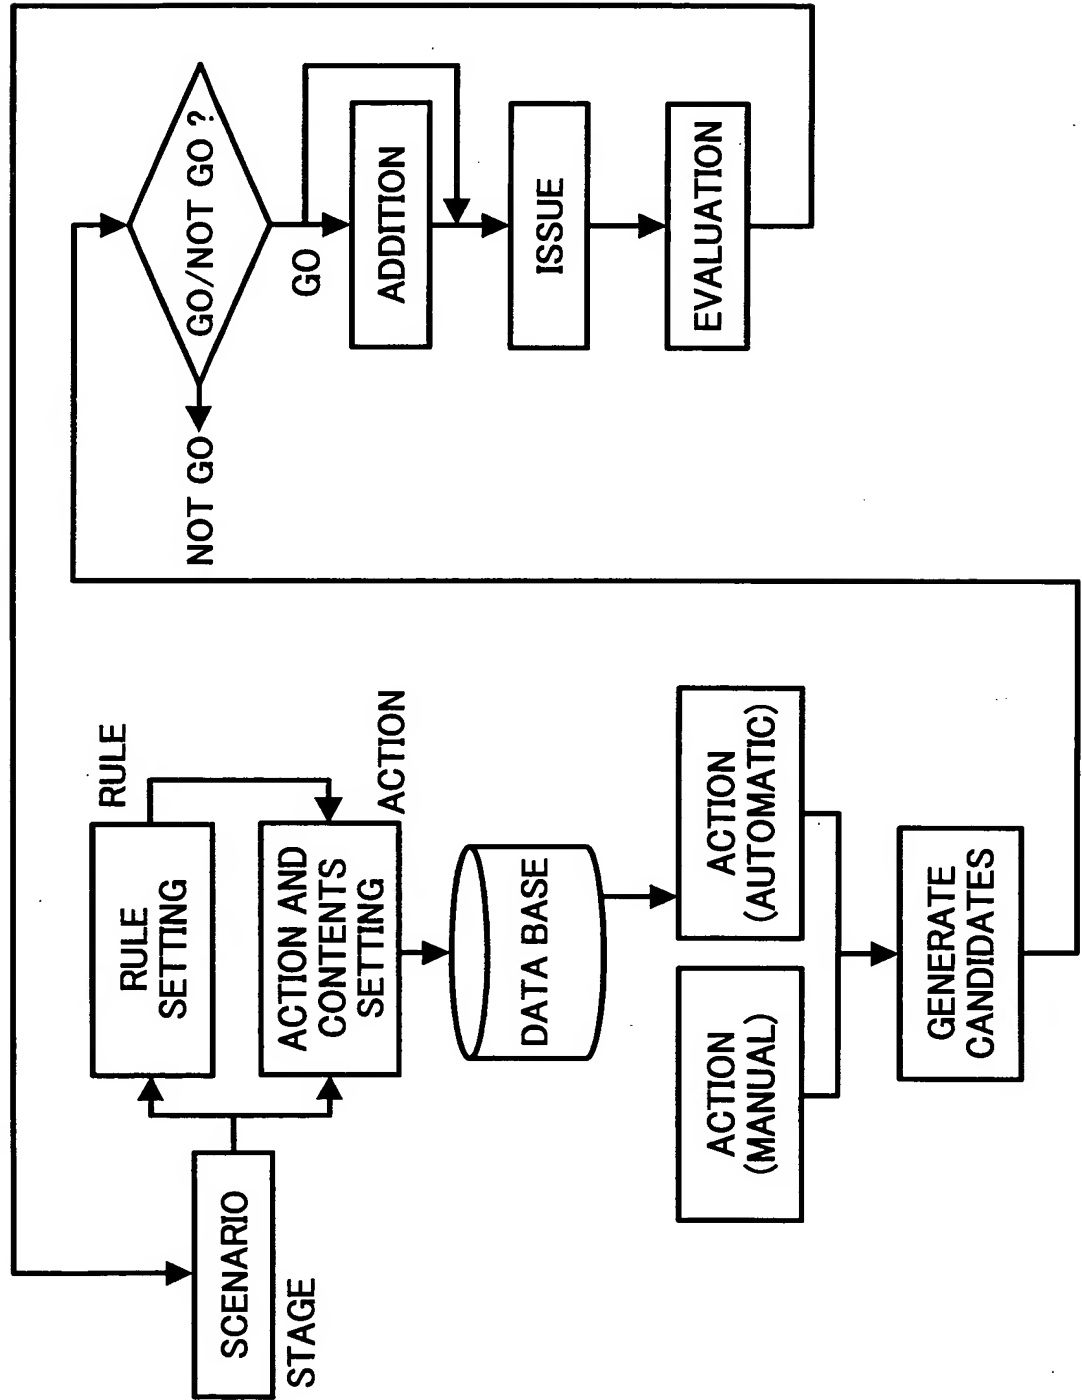 SCENARIO
STAGE
RULE
SETTING
RULE
ACTION AND
CONTENTS
SETTING
ACTION
DATA BASE
ACTION
(MANUAL)
ACTION
(AUTOMATIC)
GENERATE
CANDIDATES
GO/NOT GO ?
NOT GO
GO
ADDITION
ISSUE
EVALUATION